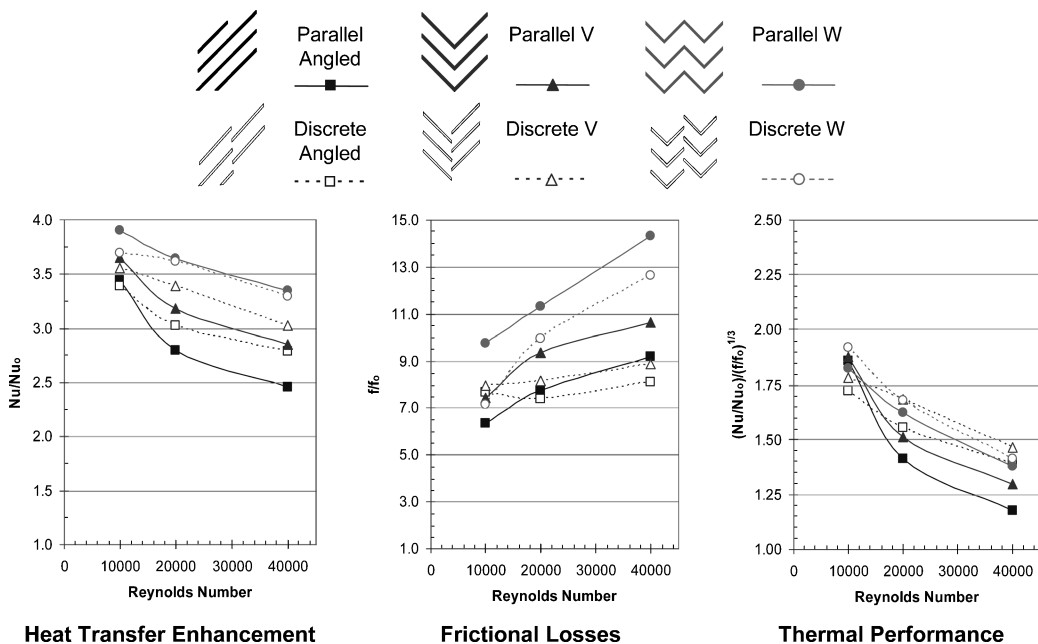 Parallel
Angled
Parallel V
Parallel W
Discrete
Angled
Discrete V
Discrete W
4.0
3.5
3.0
2.5
2.0
1.5
1.0
Nu/Nuₒ
0 10000 20000 30000 40000
Reynolds Number
Heat Transfer Enhancement
15.0
13.0
11.0
9.0
7.0
5.0
3.0
1.0
f/fₒ
0 10000 20000 30000 40000
Reynolds Number
Frictional Losses
2.50
2.25
2.00
1.75
1.50
1.25
1.00
(Nu/Nuₒ)/(f/fₒ)^1/3
0 10000 20000 30000 40000
Reynolds Number
Thermal Performance